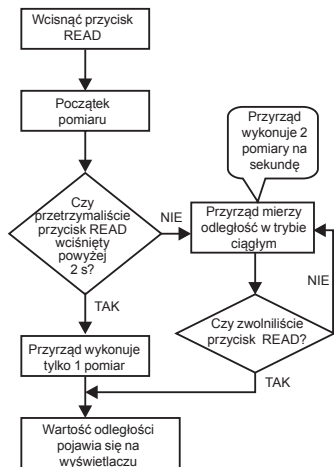 Wcisnąć przycisk
READ
Początek
pomiaru
Przyrząd
wykonuje 2
pomiary na
sekundę
Czy
przetrzymaliście
przycisk READ
wciśnięty
powyżej
2 s?
NIE
Przyrząd mierzy
odległość w trybie
ciągłym
NIE
TAK
Przyrząd wykonuje
tylko 1 pomiar
Czy zwolniliście
przycisk READ?
TAK
Wartość odległości
pojawia się na
wyświetlaczu